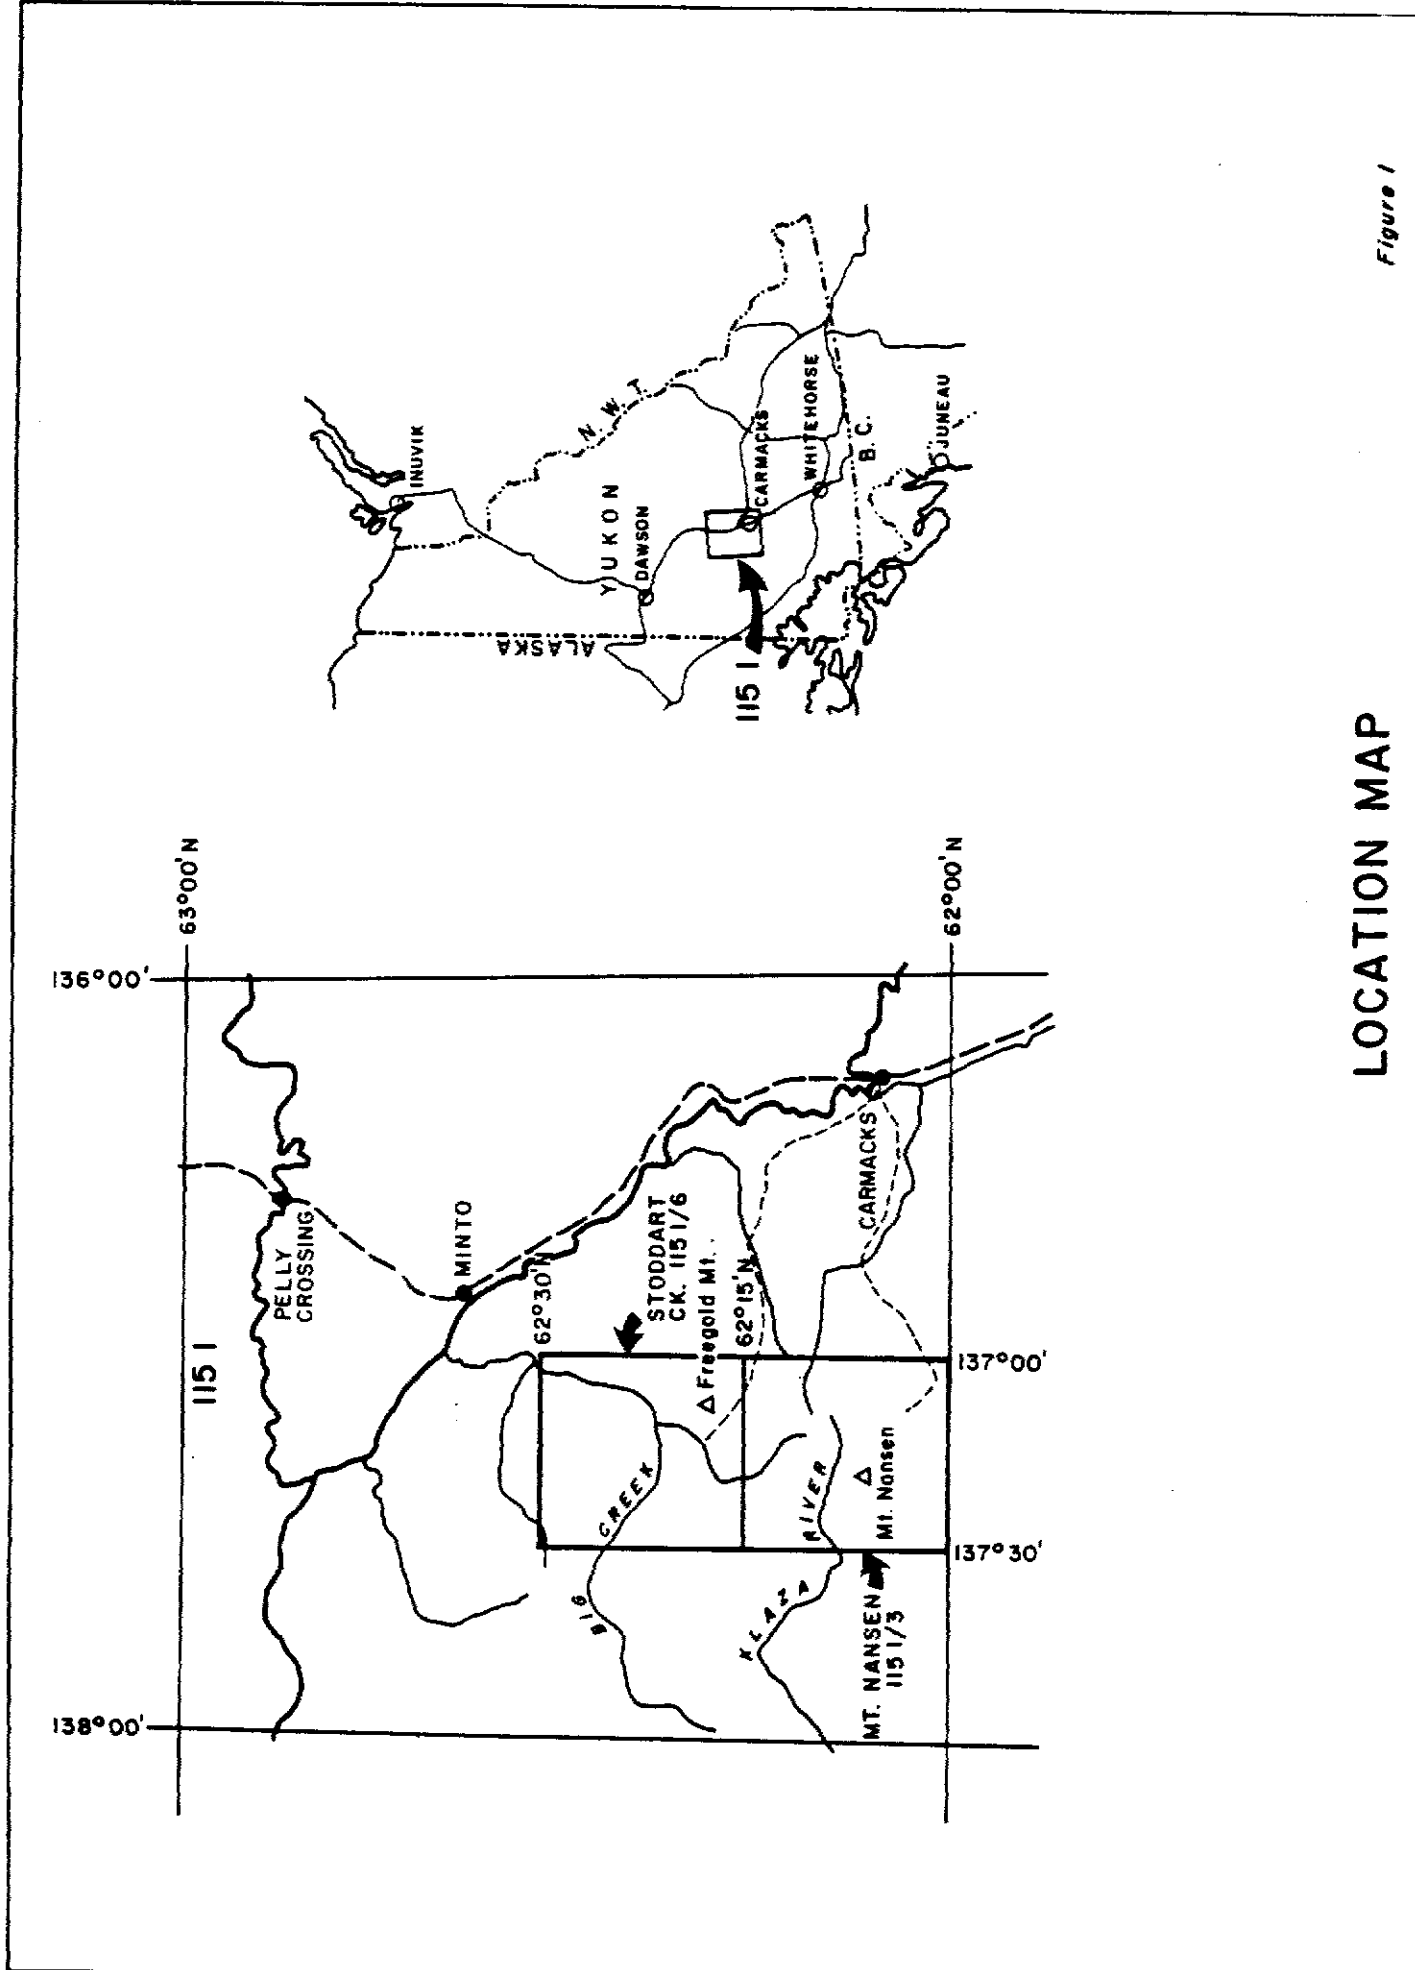 138°00'
136°00'
63°00'N
115 I
PELLY
CROSSING
MINTO
62°30'N
STODDART
CK. 115 I/6
Freegold Mt.
62°15'N
BIG
CREEK
KLAZA
RIVER
CARMACKS
MT. NANSEN
115 I/3
Mt. Nansen
137°30'
137°00'
62°00'N
INUVIK
N.W.T.
YUKON
DAWSON
ALASKA
115 I
CARMACKS
WHITEHORSE
B.C.
JUNEAU
LOCATION MAP
Figure 1